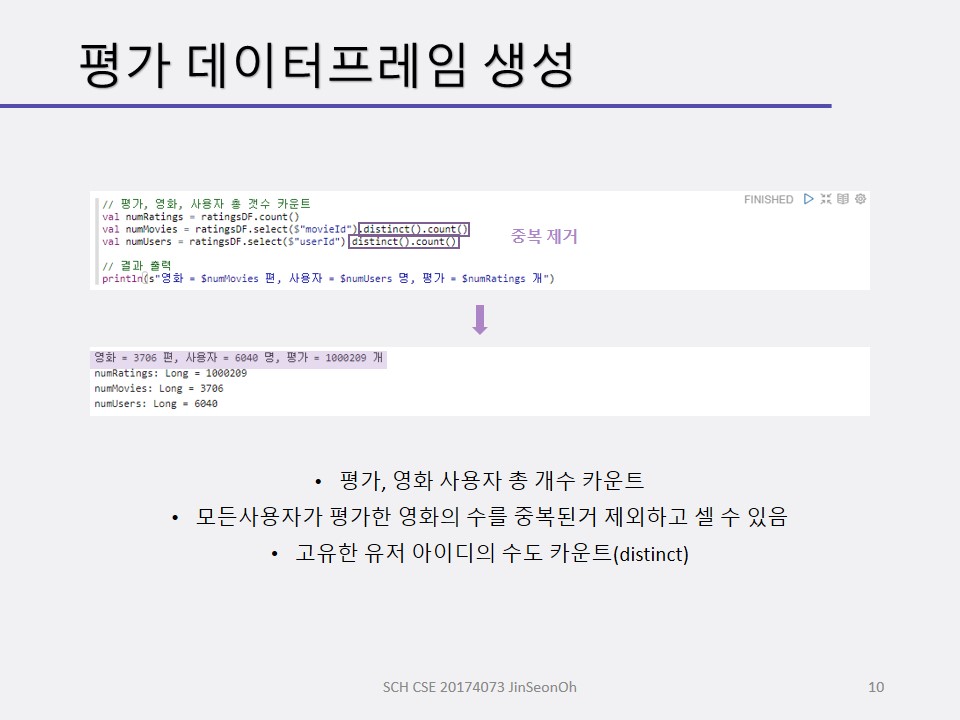 평가 데이터프레임 생성
// 평가, 영화, 사용자 총 갯수 카운트
FINISHED
val numRatings = ratingsDF.count()
val numMovies = ratingsDF.select($"movieId").distinct().count()
val numUsers = ratingsDF.select($"userId").distinct().count()
중복 제거
// 결과 출력
println(s"영화 = $numMovies 편, 사용자 = $numUsers 명, 평가 = $numRatings 개")
영화 = 3706 편, 사용자 = 6040 명, 평가 = 1000209 개
numRatings: Long = 1000209
numMovies: Long = 3706
numUsers: Long = 6040
• 평가, 영화 사용자 총 개수 카운트
• 모든사용자가 평가한 영화의 수를 중복된거 제외하고 셀 수 있음
• 고유한 유저 아이디의 수도 카운트(distinct)
SCH CSE 20174073 JinSeonOh
10